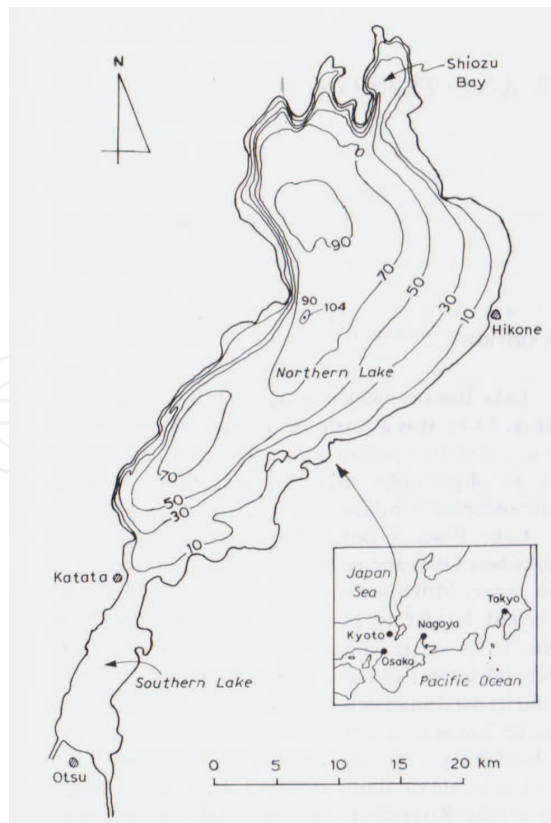 N
Shiozu
Bay
90
70
50
30
10
90
104
Hikone
Northern Lake
70
50
30
10
Katata
Southern Lake
Otsu
Japan
Sea
Tokyo
Nagoya
Kyoto
Osaka
Pacific Ocean
0 5 10 15 20 km